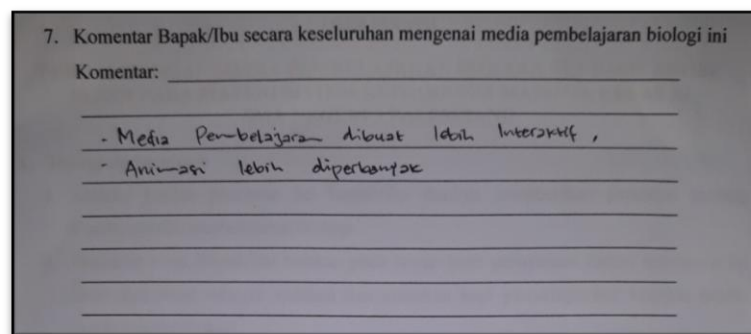 7. Komentar Bapak/Ibu secara keseluruhan mengenai media pembelajaran biologi ini
Komentar:
- Media Pembelajaran dibuat lebih Interaktif,
- Animasi lebih diperbanyak